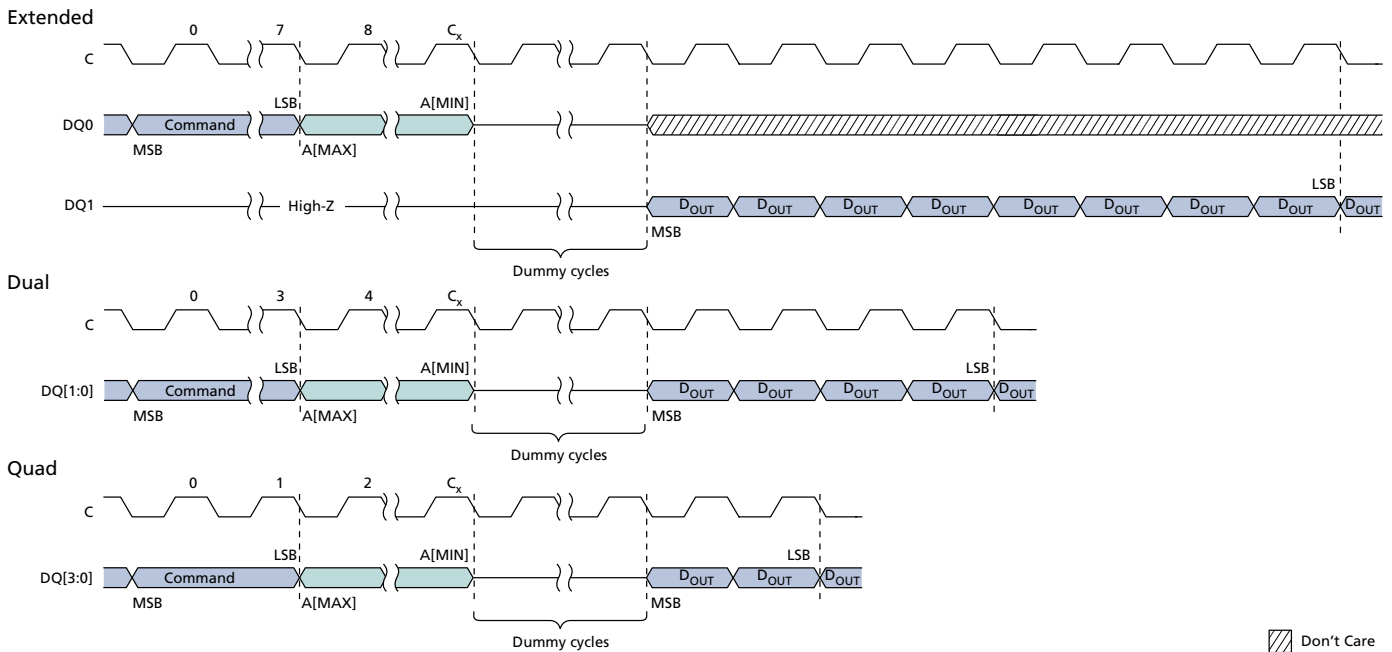 Extended
0 7 8 Cx
C
LSB A[MIN]
DQ0 Command
MSB A[MAX]
LSB
DQ1 High-Z DOUT DOUT DOUT DOUT DOUT DOUT DOUT DOUT DOUT
MSB
Dummy cycles
Dual
0 3 4 Cx
C
LSB A[MIN] LSB
DQ[1:0] Command DOUT DOUT DOUT DOUT DOUT
MSB A[MAX] MSB
Dummy cycles
Quad
0 1 2 Cx
C
LSB A[MIN] LSB
DQ[3:0] Command DOUT DOUT DOUT
MSB A[MAX] MSB
Dummy cycles
Don't Care